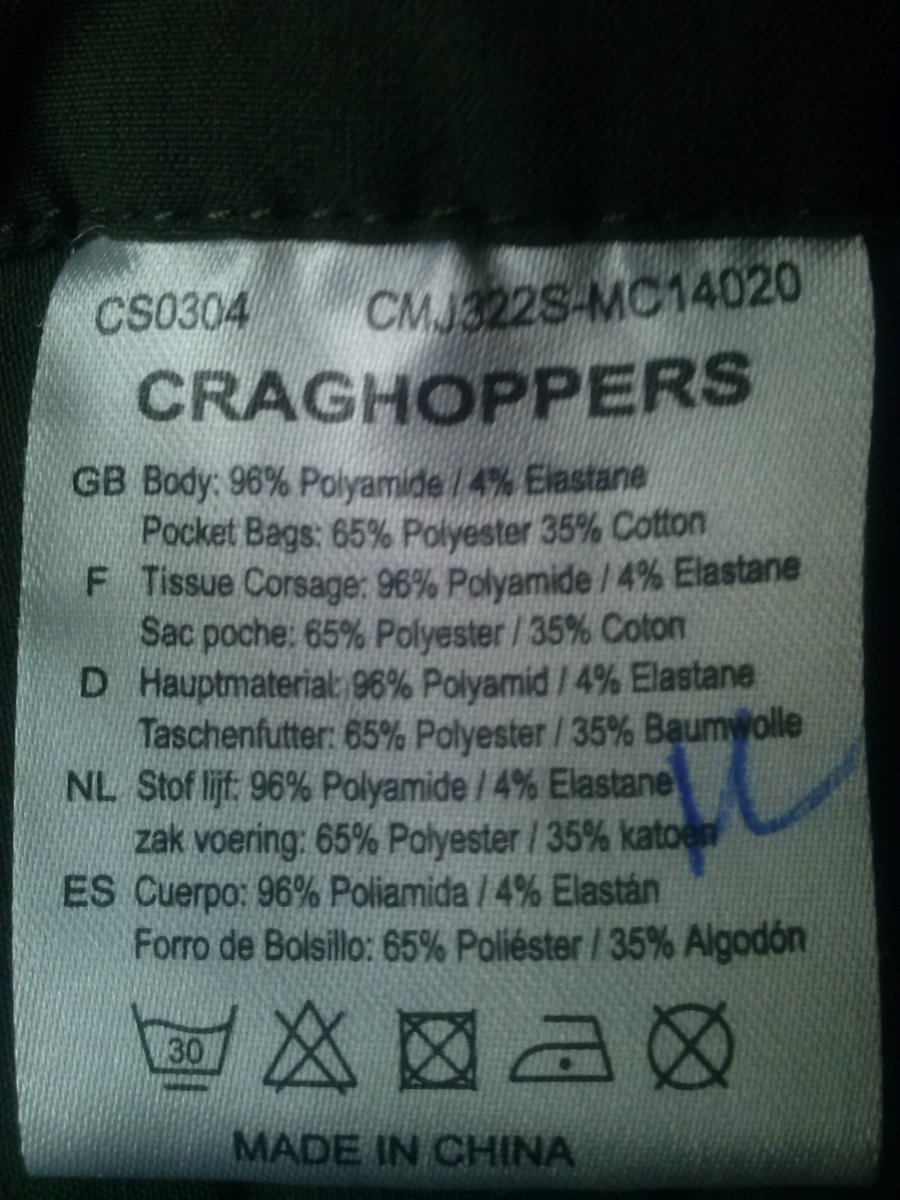 CS0304 CMJ322S-MC14020
CRAGHOPPERS
GB Body: 96% Polyamide / 4% Elastane
Pocket Bags: 65% Polyester 35% Cotton
F Tissue Corsage: 96% Polyamide / 4% Elastane
Sac poche: 65% Polyester / 35% Coton
D Hauptmaterial: 96% Polyamid / 4% Elastane
Taschenfutter: 65% Polyester / 35% Baumwolle
NL Stof lijf: 96% Polyamide / 4% Elastane
zak voering: 65% Polyester / 35% katoen
ES Cuerpo: 96% Poliamida / 4% Elastán
Forro de Bolsillo: 65% Poliéster / 35% Algodón
30
MADE IN CHINA